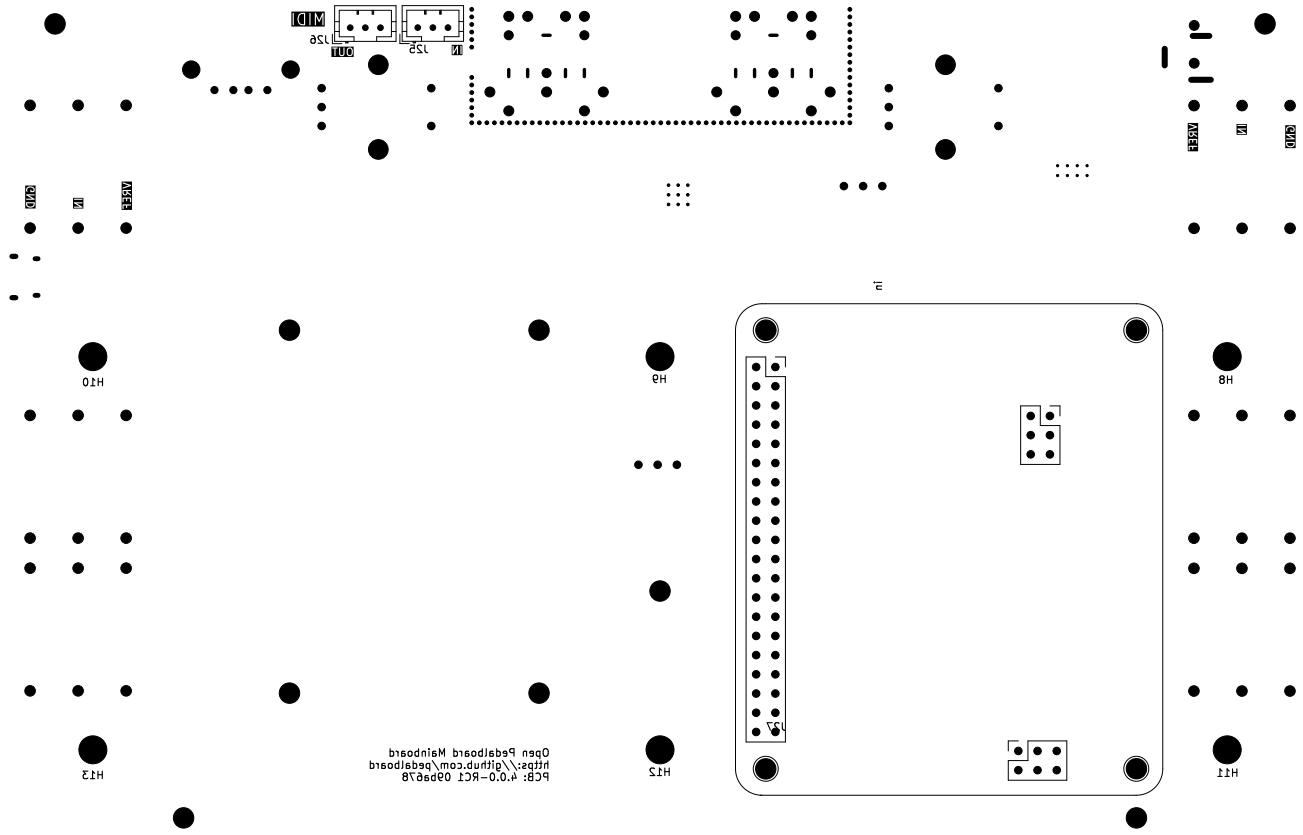 MIDI
J26
OUT
J25
IN
VREF
IN
GND
GND
IN
VREF
in
H10
H9
H8
J27
Open Pedalboard Mainboard
https://github.com/pedalboard
PCB: 4.0.0-RC1 09ba678
H13
H12
H11